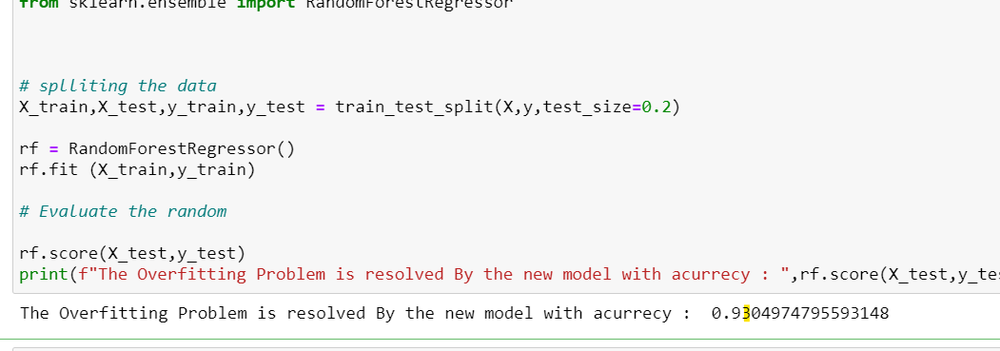 from sklearn.ensemble import RandomForestRegressor
# splliting the data
X_train,X_test,y_train,y_test = train_test_split(X,y,test_size=0.2)
rf = RandomForestRegressor()
rf.fit (X_train,y_train)
# Evaluate the random
rf.score(X_test,y_test)
print(f"The Overfitting Problem is resolved By the new model with acurrecy : ",rf.score(X_test,y_tes
The Overfitting Problem is resolved By the new model with acurrecy :  0.9304974795593148